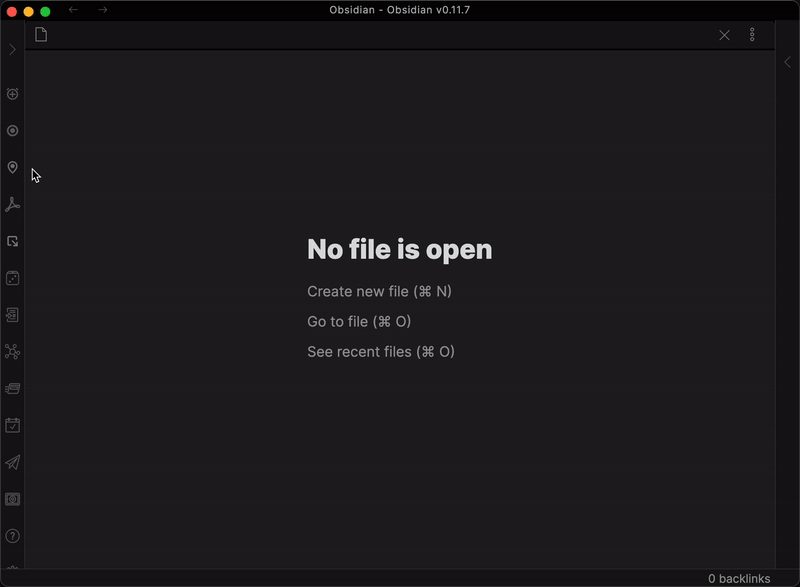 Obsidian - Obsidian v0.11.7
No file is open
Create new file (⌘ N)
Go to file (⌘ O)
See recent files (⌘ O)
0 backlinks